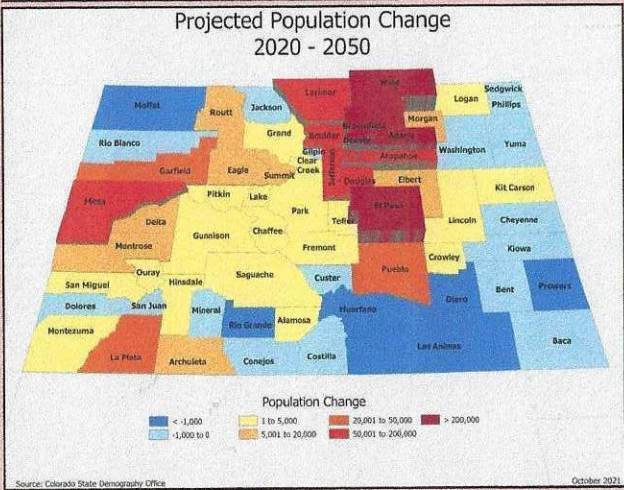 Projected Population Change
2020 - 2050
Moffat
Routt
Jackson
Larimer
Weld
Logan
Sedgwick
Phillips
Morgan
Rio Blanco
Grand
Boulder
Broomfield
Adams
Denver
Gilpin
Clear
Creek
Washington
Yuma
Garfield
Eagle
Summit
Jefferson
Arapahoe
Mesa
Pitkin
Lake
Park
Douglas
Elbert
Kit Carson
Delta
Gunnison
Chaffee
Teller
El Paso
Lincoln
Cheyenne
Montrose
Fremont
Kiowa
Ouray
Saguache
Pueblo
Crowley
San Miguel
Hinsdale
Custer
Otero
Bent
Prowers
Dolores
San Juan
Mineral
Rio Grande
Alamosa
Huerfano
Montezuma
La Plata
Archuleta
Conejos
Costilla
Las Animas
Baca
Population Change
< -1,000
1 to 5,000
20,001 to 50,000
> 200,000
-1,000 to 0
5,001 to 20,000
50,001 to 200,000
Source: Colorado State Demography Office
October 2021